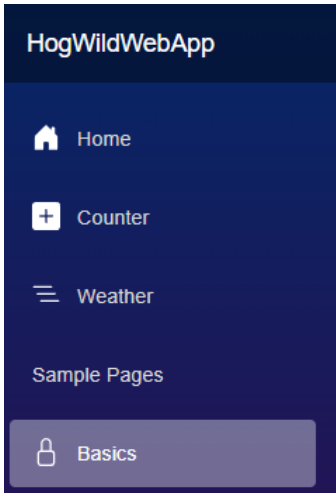 HogWildWebApp
Home
Counter
Weather
Sample Pages
Basics